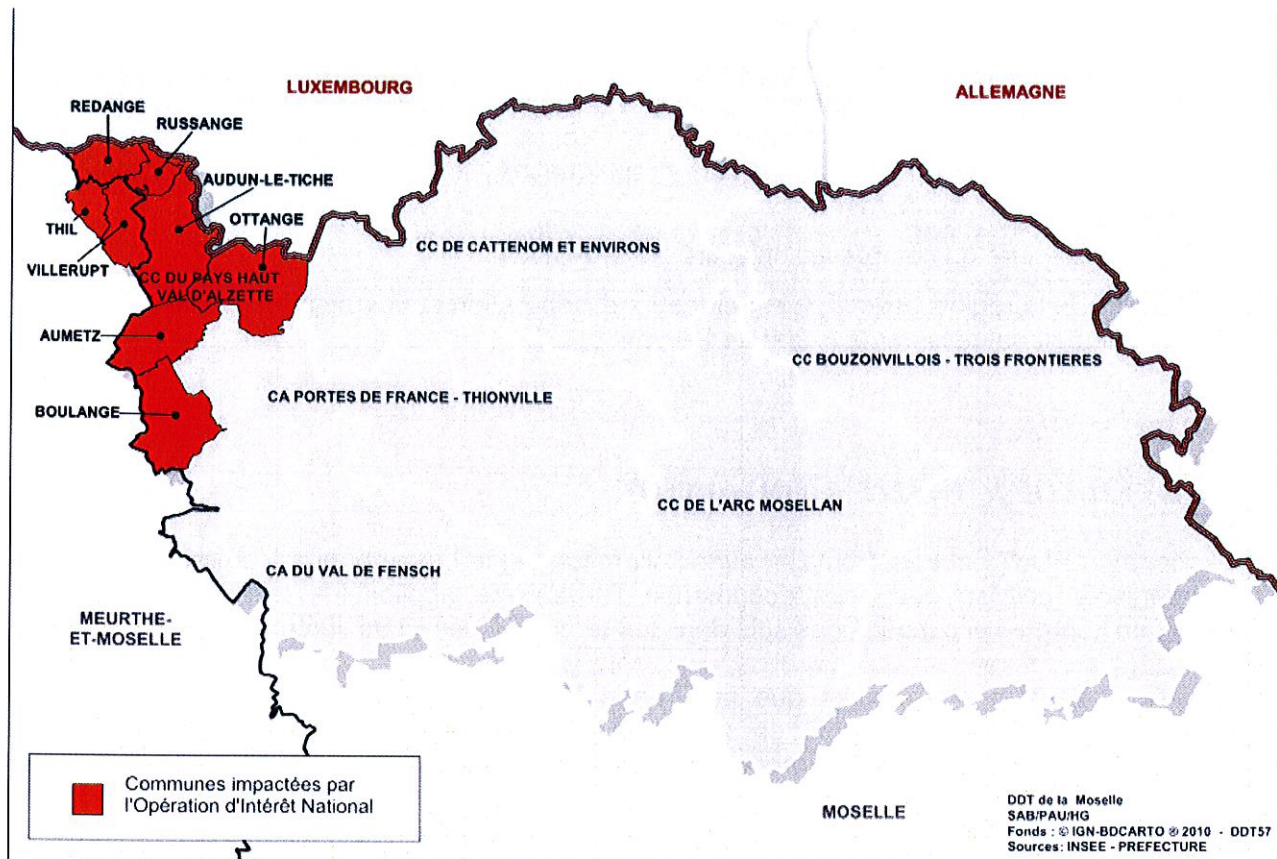 LUXEMBOURG
ALLEMAGNE
REDANGE
RUSSANGE
AUDUN-LE-TICHE
OTTANGE
THIL
VILLERUPT
CC DU PAYS HAUT
VAL D'ALZETTE
CC DE CATTENOM ET ENVIRONS
AUMETZ
CC BOUZONVILLOIS - TROIS FRONTIERES
BOULANGE
CA PORTES DE FRANCE - THIONVILLE
CC DE L'ARC MOSELLAN
CA DU VAL DE FENSCH
MEURTHE-
ET-MOSELLE
Communes impactées par
l'Opération d'Intérêt National
MOSELLE
DDT de la Moselle
SAB/PAU/HG
Fonds : © IGN-BDCARTO ® 2010 - DDT57
Sources: INSEE - PREFECTURE